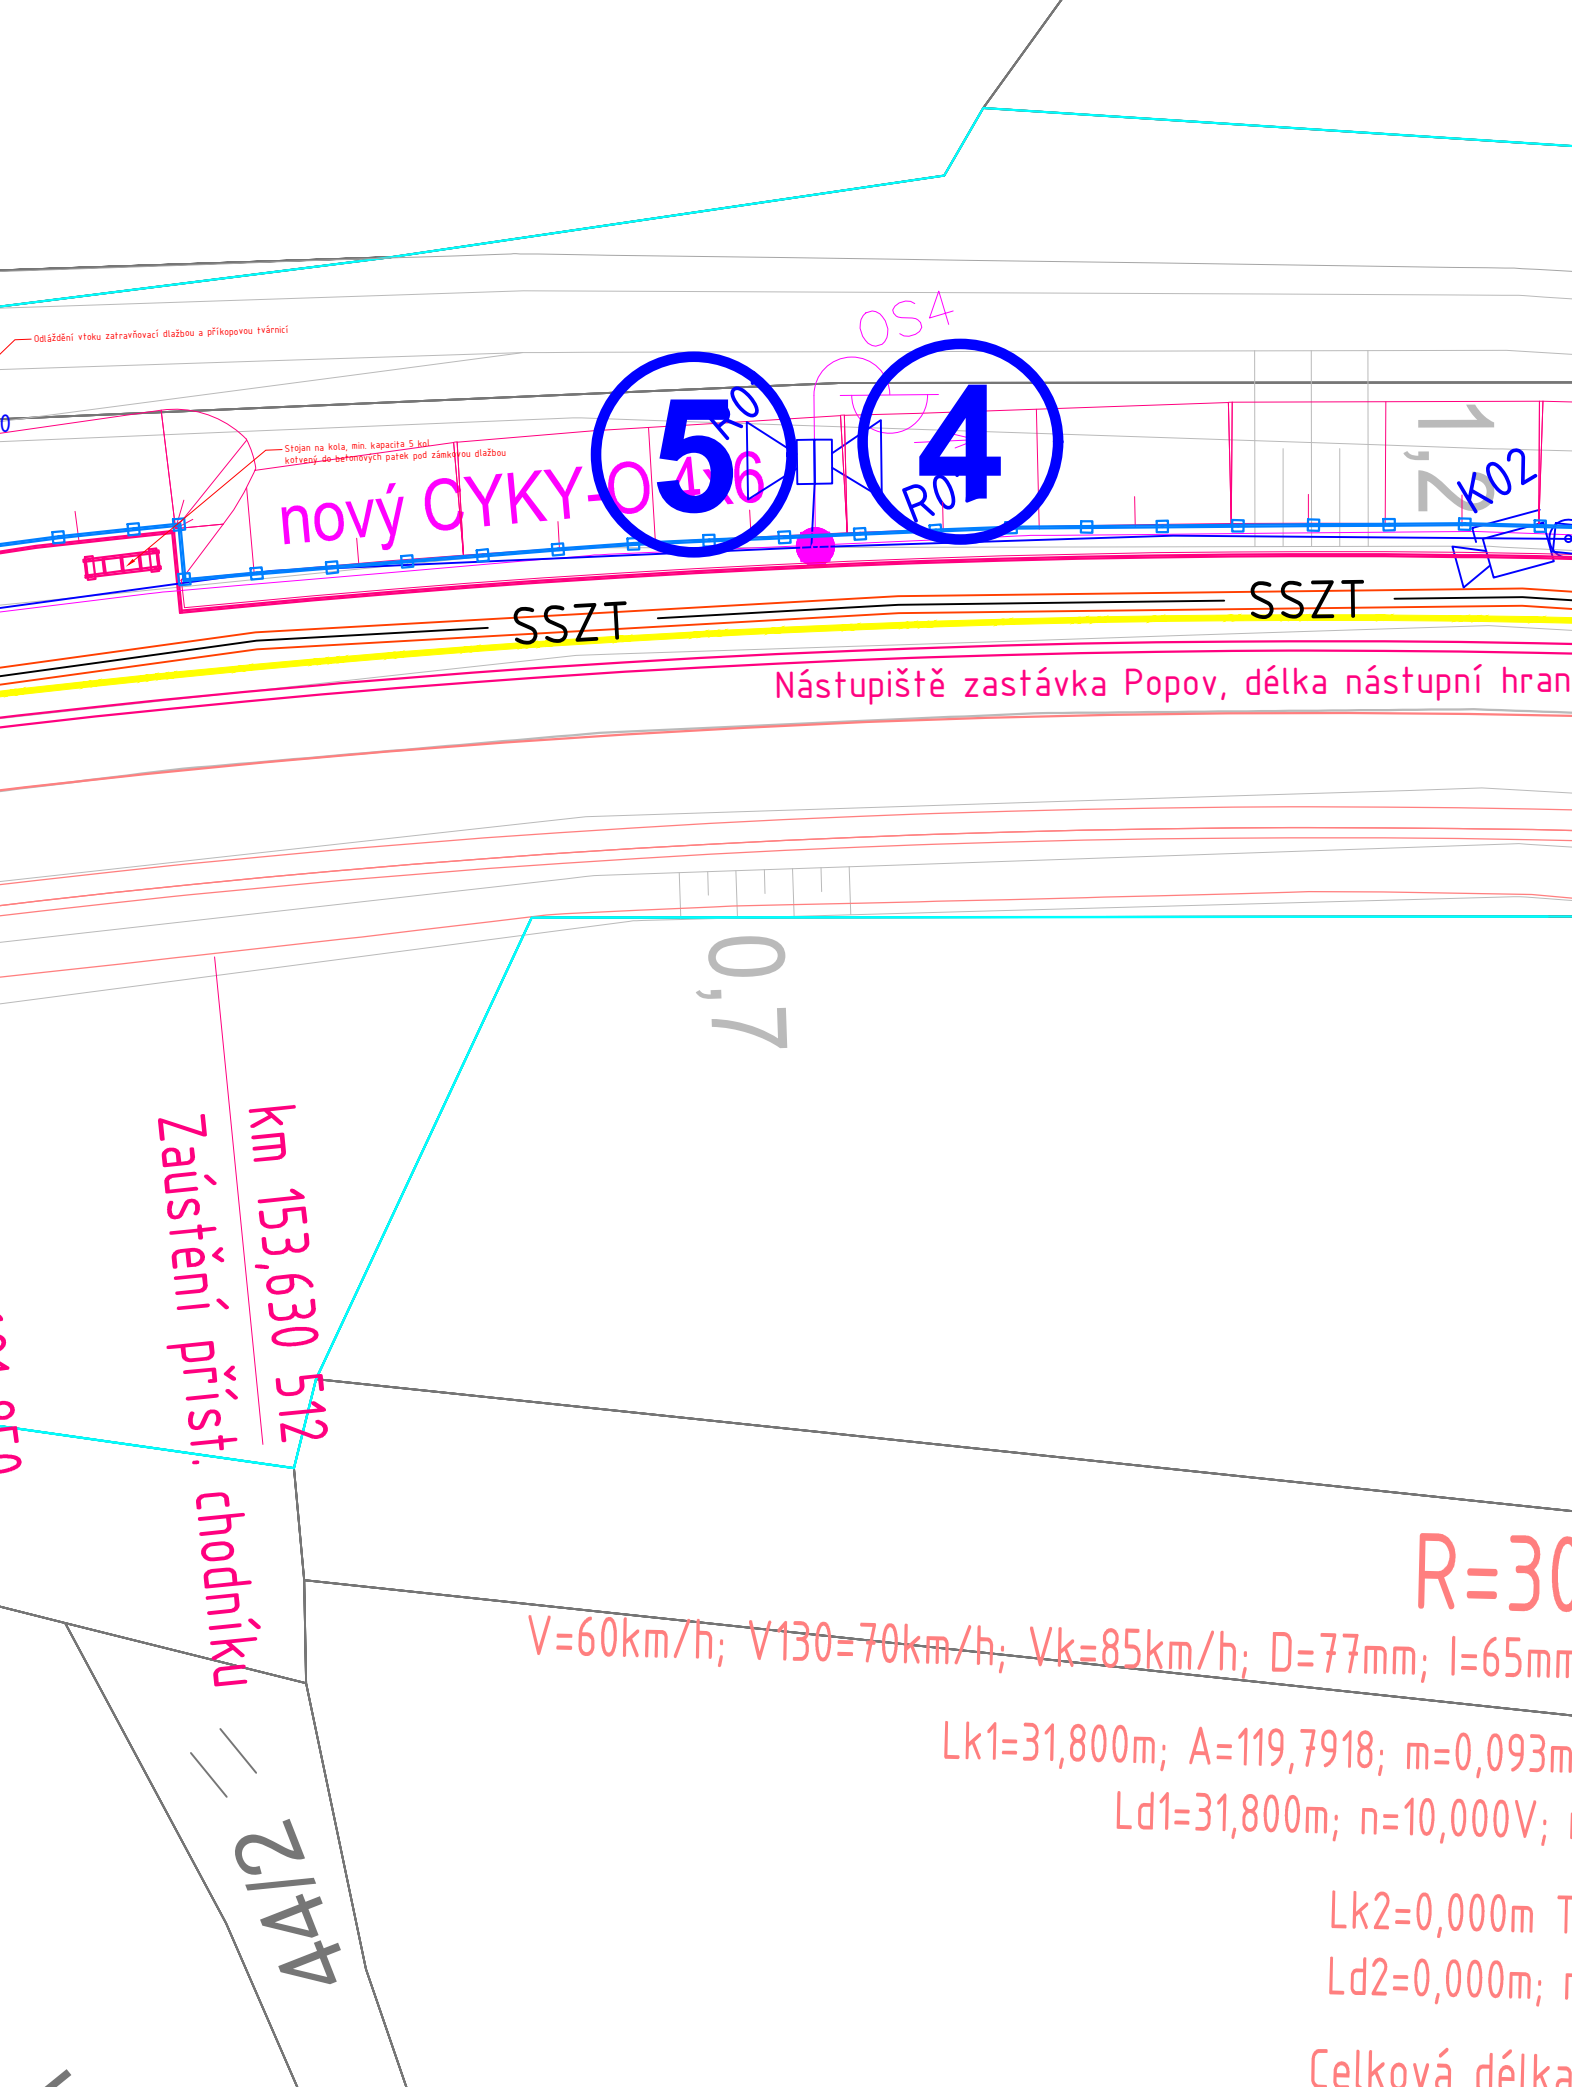 OS4
Odláždění vtoku zatravňovací dlažbou a příkopovou tvárnicí
5
4
1,2
Stojan na kola, min. kapacita 5 kol
kotvený do betonových patek pod zámkovou dlažbou
nový CYKY-O 4x6
K02
SSZT
SSZT
Nástupiště zastávka Popov, délka nástupní hran
0,7
km 153,630 512
Zaústění příst. chodníku
R=30
V=60km/h; V130=70km/h; Vk=85km/h; D=77mm; I=65mm
Lk1=31,800m; A=119,7918; m=0,093m
Ld1=31,800m; n=10,000V;
44/2
Lk2=0,000m T
Ld2=0,000m;
Celková délka